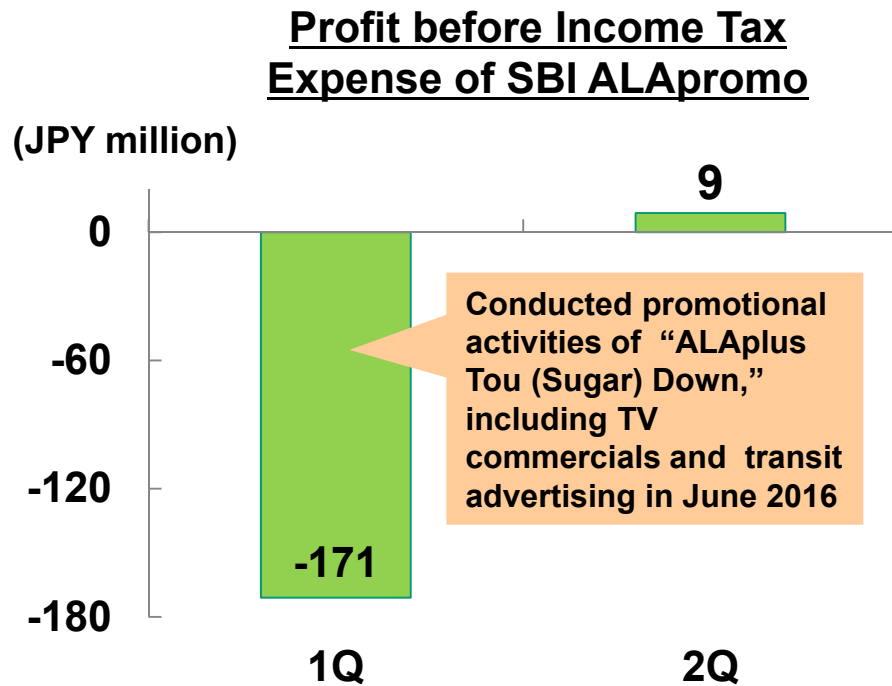 Profit before Income Tax
Expense of SBI ALApromo
(JPY million)
9
0
Conducted promotional
activities of “ALAplus
Tou (Sugar) Down,”
including TV
commercials and transit
advertising in June 2016
-60
-120
-171
-180
1Q
2Q